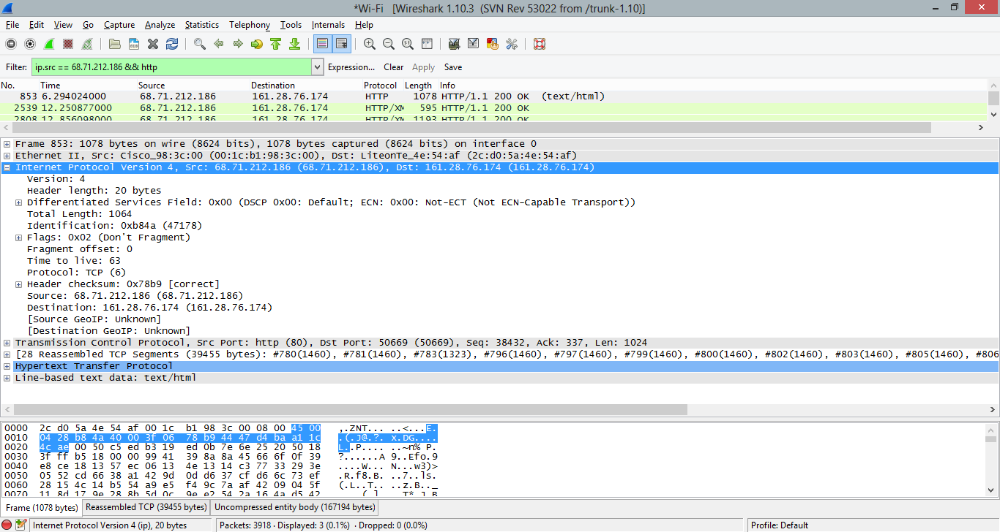 *Wi-Fi [Wireshark 1.10.3 (SVN Rev 53022 from /trunk-1.10)]
File Edit View Go Capture Analyze Statistics Telephony Tools Internals Help
Filter: ip.src == 68.71.212.186 && http Expression... Clear Apply Save
No. Time Source Destination Protocol Length Info
853 6.294024000 68.71.212.186 161.28.76.174 HTTP 1078 HTTP/1.1 200 OK (text/html)
2539 12.250877000 68.71.212.186 161.28.76.174 HTTP/XM 595 HTTP/1.1 200 OK
2808 12.856098000 68.71.212.186 161.28.76.174 HTTP/XM 1193 HTTP/1.1 200 OK
Frame 853: 1078 bytes on wire (8624 bits), 1078 bytes captured (8624 bits) on interface 0
Ethernet II, Src: Cisco_98:3c:00 (00:1c:b1:98:3c:00), Dst: LiteonTe_4e:54:af (2c:d0:5a:4e:54:af)
Internet Protocol Version 4, Src: 68.71.212.186 (68.71.212.186), Dst: 161.28.76.174 (161.28.76.174)
Version: 4
Header length: 20 bytes
Differentiated Services Field: 0x00 (DSCP 0x00: Default; ECN: 0x00: Not-ECT (Not ECN-Capable Transport))
Total Length: 1064
Identification: 0xb84a (47178)
Flags: 0x02 (Don't Fragment)
Fragment offset: 0
Time to live: 63
Protocol: TCP (6)
Header checksum: 0x78b9 [correct]
Source: 68.71.212.186 (68.71.212.186)
Destination: 161.28.76.174 (161.28.76.174)
[Source GeoIP: Unknown]
[Destination GeoIP: Unknown]
Transmission Control Protocol, Src Port: http (80), Dst Port: 50669 (50669), Seq: 38432, Ack: 337, Len: 1024
[28 Reassembled TCP Segments (39455 bytes): #780(1460), #781(1460), #783(1323), #796(1460), #797(1460), #799(1460), #800(1460), #802(1460), #803(1460), #805(1460), #806
Hypertext Transfer Protocol
Line-based text data: text/html
0000 2c d0 5a 4e 54 af 00 1c b1 98 3c 00 08 00 45 00 ,.ZNT... ..<...E.
0010 04 28 b8 4a 40 00 3f 06 78 b9 44 47 d4 ba a1 1c .(.J@.?. x.DG....
0020 4c ae 00 50 c5 ed b3 19 ed 0b 7e 6e 25 20 50 18 L..P.... ..~n% P.
0030 3f ff b5 18 00 00 99 41 39 8a 8a 45 66 6f 0f 39 ?......A 9..Efo.9
0040 e8 ce 18 13 57 ec 06 13 4e 13 14 c3 77 33 29 3e ....W... N...w3)>
0050 05 52 cd 66 38 a1 42 9d 0d d6 37 cf d6 6c 73 ef .R.f8.B. ..7..ls.
0060 28 15 4c 14 b5 54 a9 e5 f4 9c 7a af 42 09 04 5f (.L..T.. ..z.B.._
0070 11 8d 17 9e 28 8b 5d 0c 9e e2 54 2a 16 4a d5 42 ....(.]. ..T*.J.B
Frame (1078 bytes) Reassembled TCP (39455 bytes) Uncompressed entity body (167194 bytes)
Internet Protocol Version 4 (ip), 20 bytes Packets: 3918 · Displayed: 3 (0.1%) · Dropped: 0 (0.0%) Profile: Default